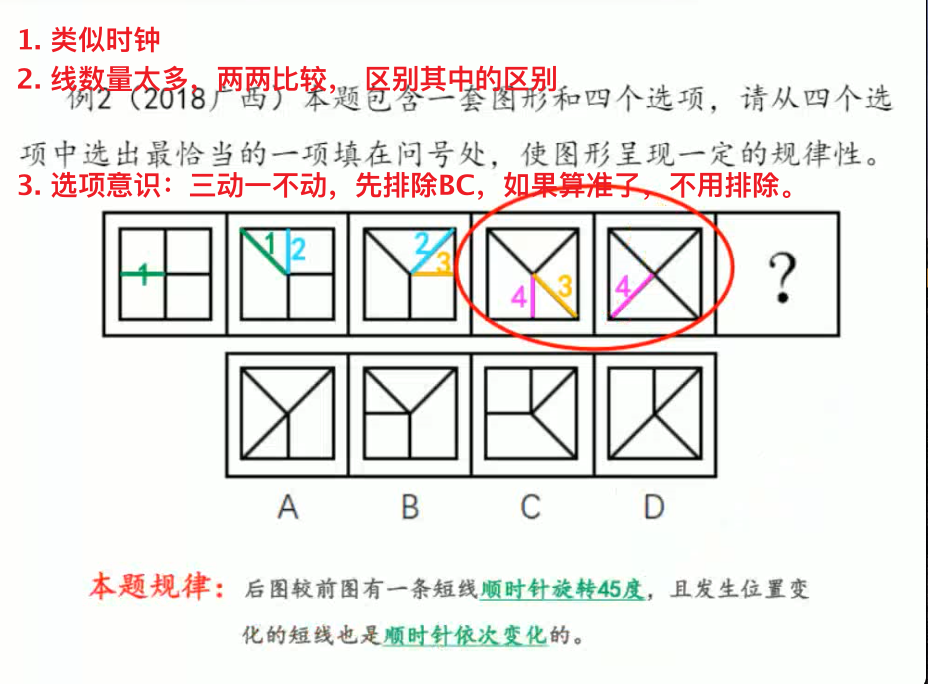 1. 类似时钟
2. 线数量太多，两两比较， 区别其中的区别
例2（2018广西）本题包含一套图形和四个选项，请从四个选
项中选出最恰当的一项填在问号处，使图形呈现一定的规律性。
3. 选项意识：三动一不动，先排除BC，如果算准了，不用排除。
1 1 2 2 3 4 3 4 ?
A B C D
本题规律：后图较前图有一条短线顺时针旋转45度，且发生位置变
化的短线也是顺时针依次变化的。